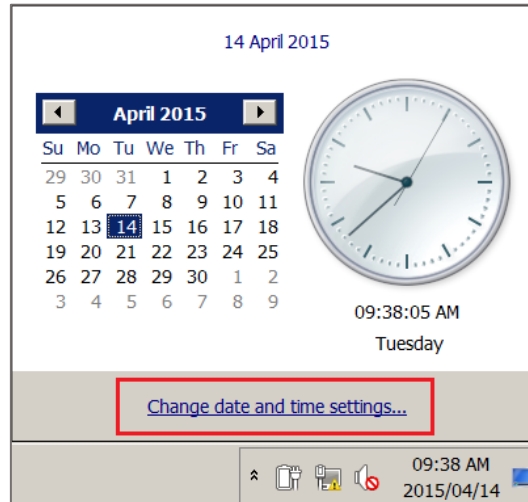 14 April 2015
April 2015
Su Mo Tu We Th Fr Sa
29 30 31 1 2 3 4
5 6 7 8 9 10 11
12 13 14 15 16 17 18
19 20 21 22 23 24 25
26 27 28 29 30 1 2
3 4 5 6 7 8 9
09:38:05 AM
Tuesday
Change date and time settings...
09:38 AM
2015/04/14